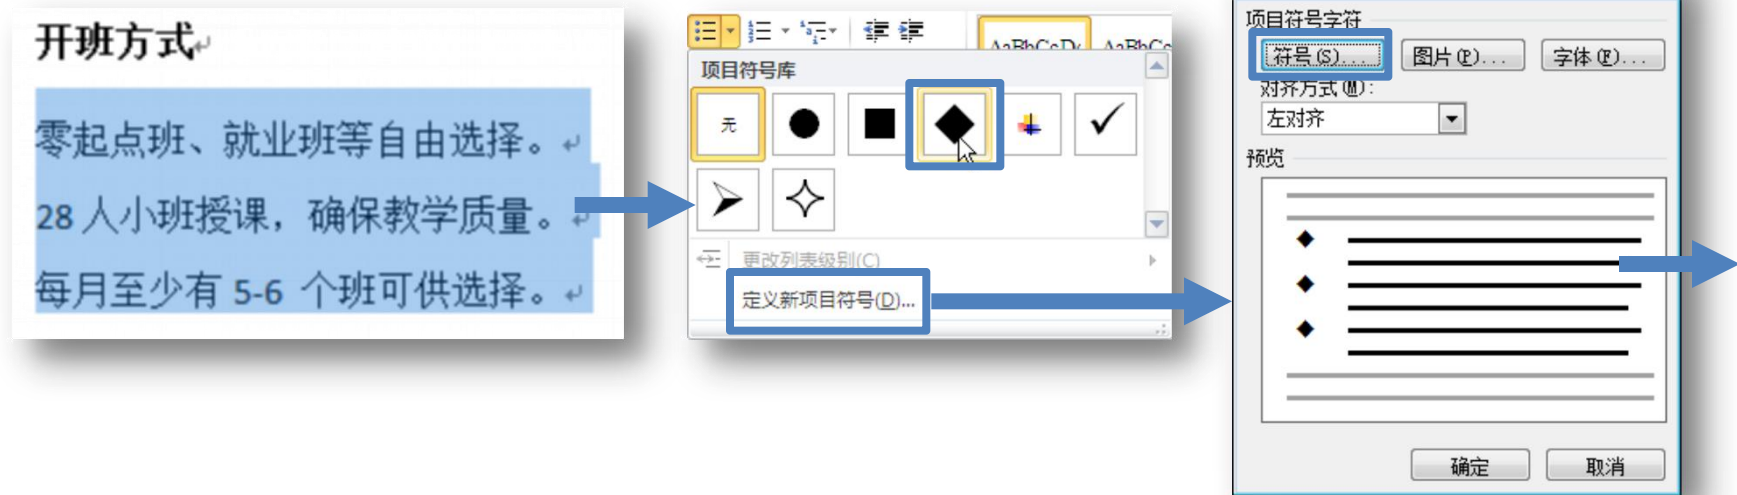 开班方式
零起点班、就业班等自由选择。
28 人小班授课，确保教学质量。
每月至少有 5-6 个班可供选择。
AaBbCcDc AaBbCc
项目符号库
无
更改列表级别(C)
定义新项目符号(D)...
项目符号字符
符号(S)... 图片(P)... 字体(F)...
对齐方式(M):
左对齐
预览
确定 取消